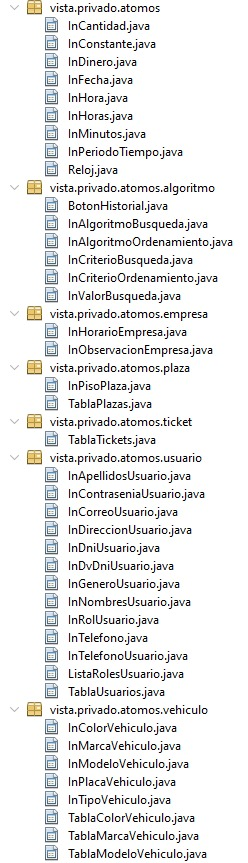 vista.privado.atomos
InCantidad.java
InConstante.java
InDinero.java
InFecha.java
InHora.java
InHoras.java
InMinutos.java
InPeriodoTiempo.java
Reloj.java
vista.privado.atomos.algoritmo
BotonHistorial.java
InAlgoritmoBusqueda.java
InAlgoritmoOrdenamiento.java
InCriterioBusqueda.java
InCriterioOrdenamiento.java
InValorBusqueda.java
vista.privado.atomos.empresa
InHorarioEmpresa.java
InObservacionEmpresa.java
vista.privado.atomos.plaza
InPisoPlaza.java
TablaPlazas.java
vista.privado.atomos.ticket
TablaTickets.java
vista.privado.atomos.usuario
InApellidosUsuario.java
InContraseniaUsuario.java
InCorreoUsuario.java
InDireccionUsuario.java
InDniUsuario.java
InDvDniUsuario.java
InGeneroUsuario.java
InNombresUsuario.java
InRolUsuario.java
InTelefono.java
InTelefonoUsuario.java
ListaRolesUsuario.java
TablaUsuarios.java
vista.privado.atomos.vehiculo
InColorVehiculo.java
InMarcaVehiculo.java
InModeloVehiculo.java
InPlacaVehiculo.java
InTipoVehiculo.java
TablaColorVehiculo.java
TablaMarcaVehiculo.java
TablaModeloVehiculo.java